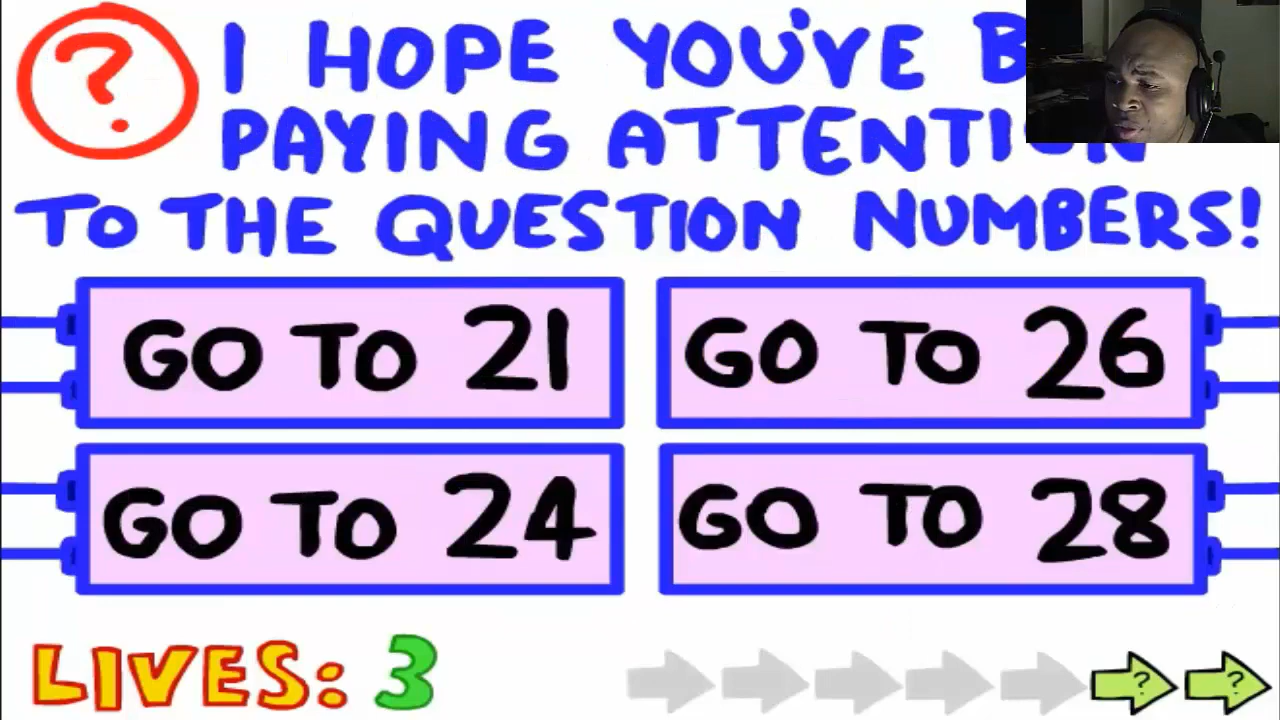 ?
I HOPE YOU'VE
PAYING ATTENTION
TO THE QUESTION NUMBERS!
GO TO 21
GO TO 26
GO TO 24
GO TO 28
LIVES: 3
? ?